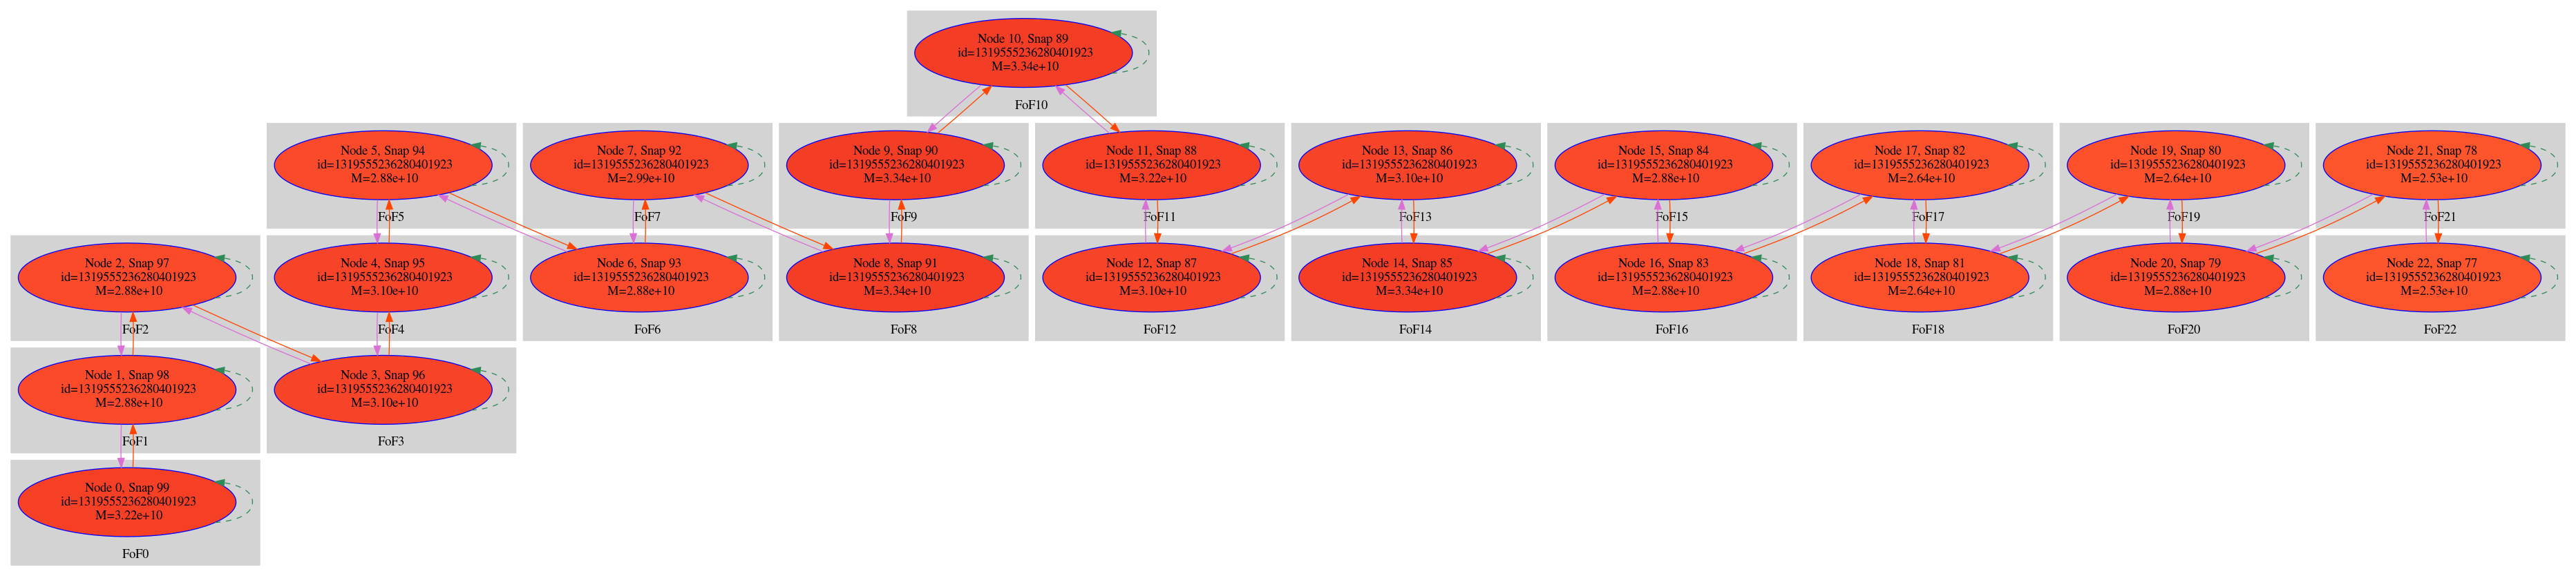 Node 10, Snap 89
id=1319555236280401923
M=3.34e+10
FoF10
Node 5, Snap 94
id=1319555236280401923
M=2.88e+10
FoF5
Node 7, Snap 92
id=1319555236280401923
M=2.99e+10
FoF7
Node 9, Snap 90
id=1319555236280401923
M=3.34e+10
FoF9
Node 11, Snap 88
id=1319555236280401923
M=3.22e+10
FoF11
Node 13, Snap 86
id=1319555236280401923
M=3.10e+10
FoF13
Node 15, Snap 84
id=1319555236280401923
M=2.88e+10
FoF15
Node 17, Snap 82
id=1319555236280401923
M=2.64e+10
FoF17
Node 19, Snap 80
id=1319555236280401923
M=2.64e+10
FoF19
Node 21, Snap 78
id=1319555236280401923
M=2.53e+10
FoF21
Node 2, Snap 97
id=1319555236280401923
M=2.88e+10
FoF2
Node 4, Snap 95
id=1319555236280401923
M=3.10e+10
FoF4
Node 6, Snap 93
id=1319555236280401923
M=2.88e+10
FoF6
Node 8, Snap 91
id=1319555236280401923
M=3.34e+10
FoF8
Node 12, Snap 87
id=1319555236280401923
M=3.10e+10
FoF12
Node 14, Snap 85
id=1319555236280401923
M=3.34e+10
FoF14
Node 16, Snap 83
id=1319555236280401923
M=2.88e+10
FoF16
Node 18, Snap 81
id=1319555236280401923
M=2.64e+10
FoF18
Node 20, Snap 79
id=1319555236280401923
M=2.88e+10
FoF20
Node 22, Snap 77
id=1319555236280401923
M=2.53e+10
FoF22
Node 1, Snap 98
id=1319555236280401923
M=2.88e+10
FoF1
Node 3, Snap 96
id=1319555236280401923
M=3.10e+10
FoF3
Node 0, Snap 99
id=1319555236280401923
M=3.22e+10
FoF0